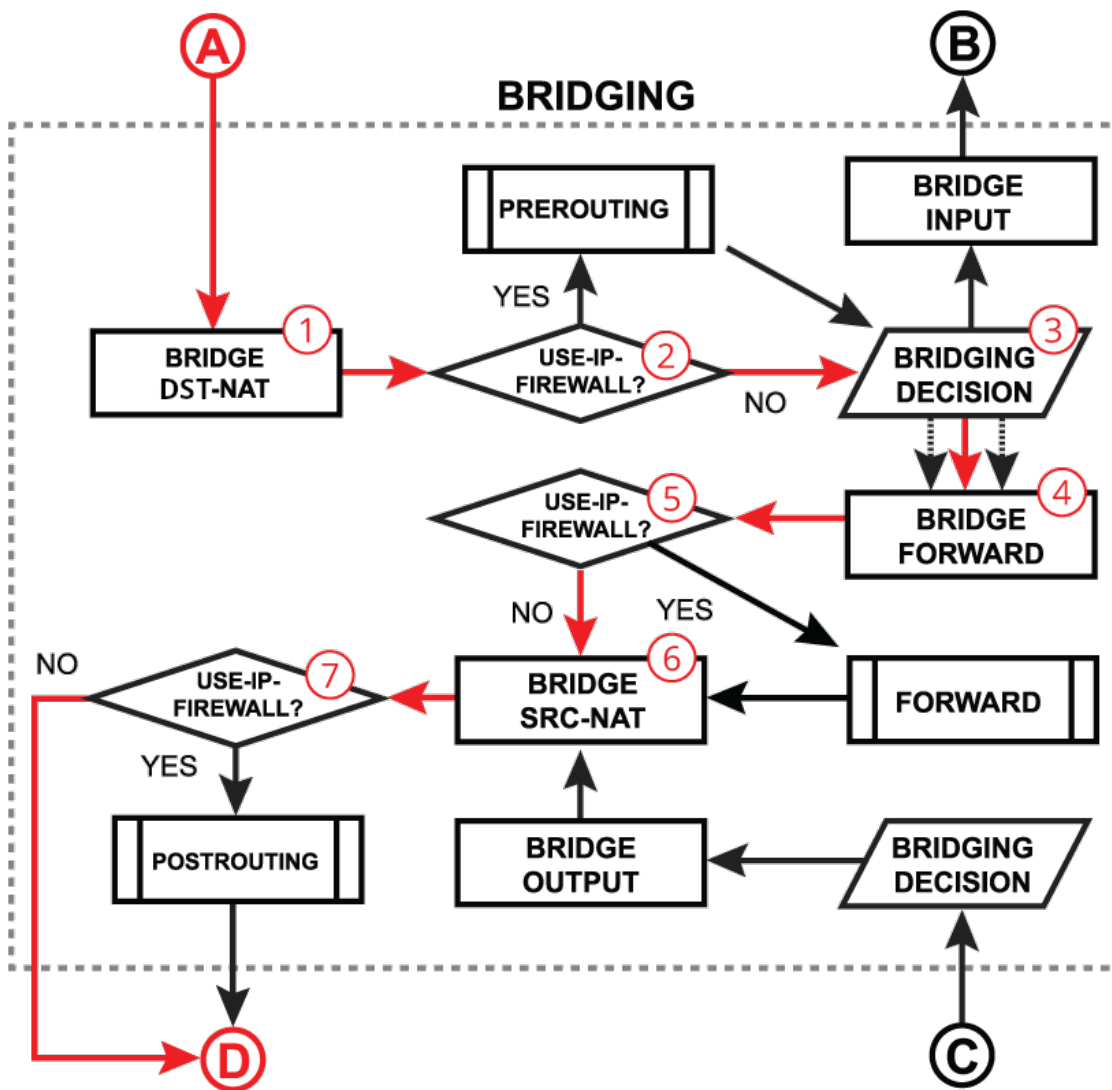 A
B
BRIDGING
PREROUTING
BRIDGE
INPUT
YES
1
BRIDGE
DST-NAT
2
USE-IP-
FIREWALL?
NO
3
BRIDGING
DECISION
5
USE-IP-
FIREWALL?
4
BRIDGE
FORWARD
NO
YES
NO
7
USE-IP-
FIREWALL?
6
BRIDGE
SRC-NAT
FORWARD
YES
POSTROUTING
BRIDGE
OUTPUT
BRIDGING
DECISION
D
C